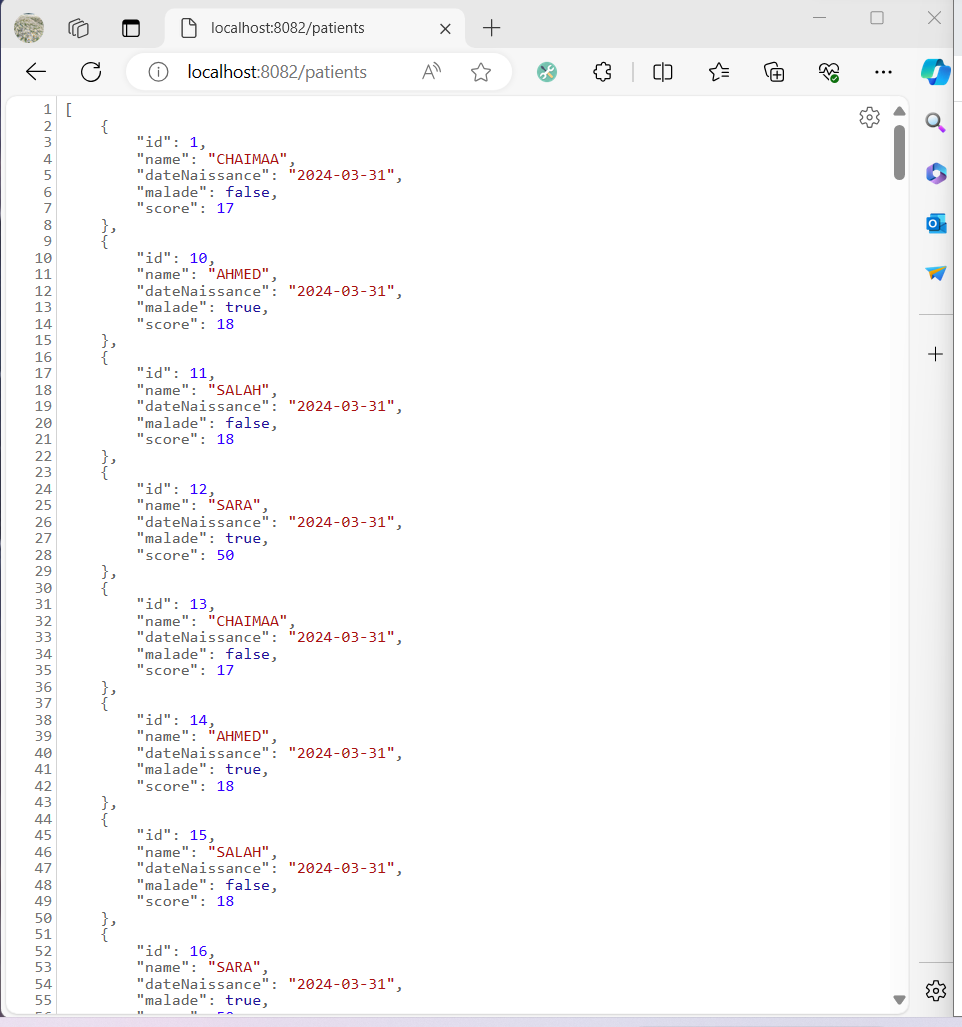 localhost:8082/patients
localhost:8082/patients
1 [
2 {
3 "id": 1,
4 "name": "CHAIMAA",
5 "dateNaissance": "2024-03-31",
6 "malade": false,
7 "score": 17
8 },
9 {
10 "id": 10,
11 "name": "AHMED",
12 "dateNaissance": "2024-03-31",
13 "malade": true,
14 "score": 18
15 },
16 {
17 "id": 11,
18 "name": "SALAH",
19 "dateNaissance": "2024-03-31",
20 "malade": false,
21 "score": 18
22 },
23 {
24 "id": 12,
25 "name": "SARA",
26 "dateNaissance": "2024-03-31",
27 "malade": true,
28 "score": 50
29 },
30 {
31 "id": 13,
32 "name": "CHAIMAA",
33 "dateNaissance": "2024-03-31",
34 "malade": false,
35 "score": 17
36 },
37 {
38 "id": 14,
39 "name": "AHMED",
40 "dateNaissance": "2024-03-31",
41 "malade": true,
42 "score": 18
43 },
44 {
45 "id": 15,
46 "name": "SALAH",
47 "dateNaissance": "2024-03-31",
48 "malade": false,
49 "score": 18
50 },
51 {
52 "id": 16,
53 "name": "SARA",
54 "dateNaissance": "2024-03-31",
55 "malade": true,